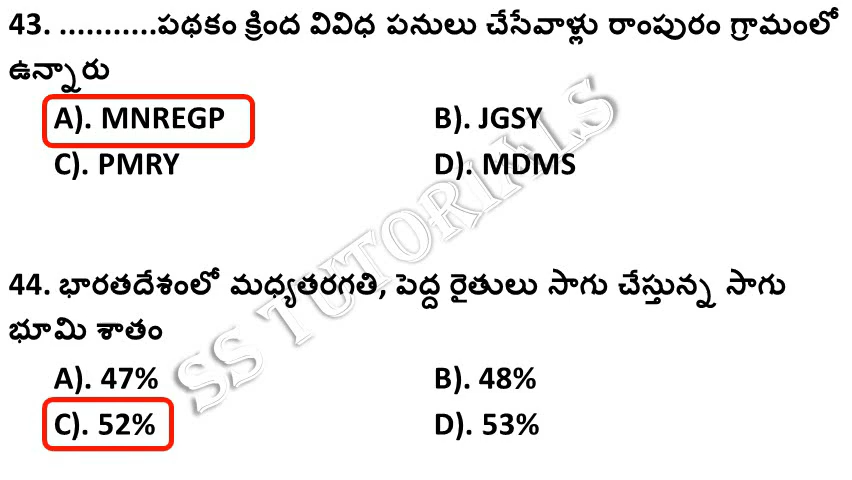 43. ...........పథకం క్రింద వివిధ పనులు చేసేవాళ్లు రాంపురం గ్రామంలో
ఉన్నారు
A). MNREGP B). JGSY
C). PMRY D). MDMS
SS TUTORIALS
44. భారతదేశంలో మధ్యతరగతి, పెద్ద రైతులు సాగు చేస్తున్న సాగు
భూమి శాతం
A). 47% B). 48%
C). 52% D). 53%